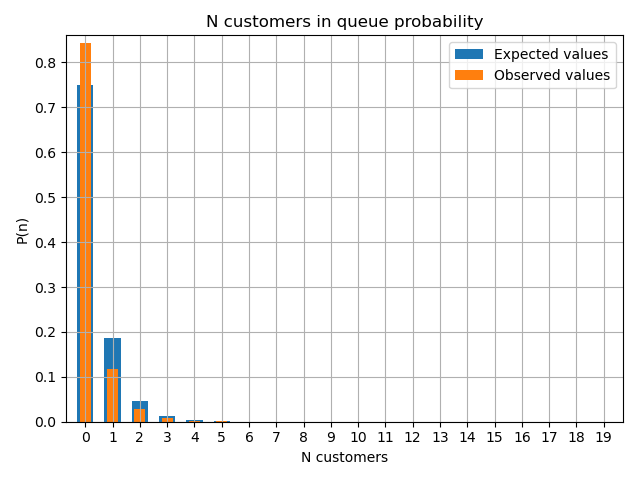 N customers in queue probability
Expected values
Observed values
P(n)
0.8
0.7
0.6
0.5
0.4
0.3
0.2
0.1
0.0
0 1 2 3 4 5 6 7 8 9 10 11 12 13 14 15 16 17 18 19
N customers